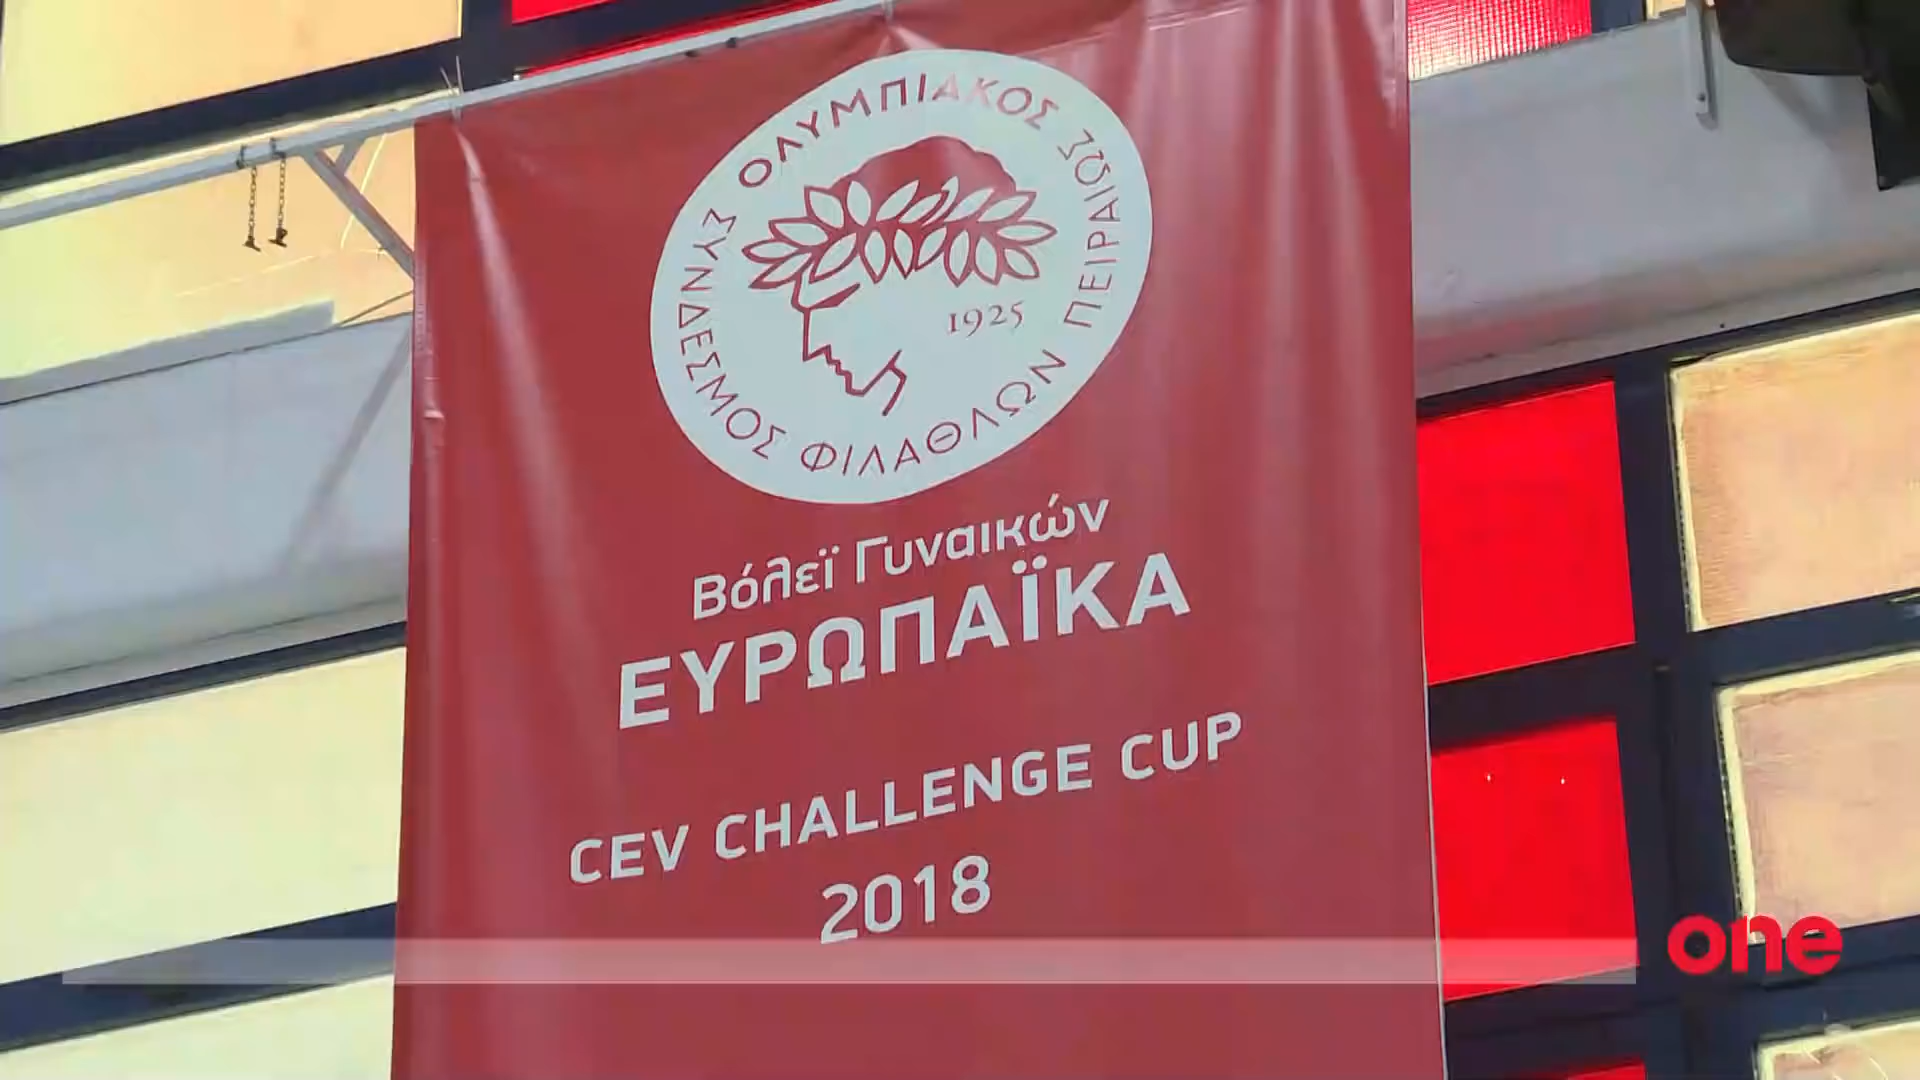 ΟΛΥΜΠΙΑΚΟΣ ΣΥΝΔΕΣΜΟΣ ΦΙΛΑΘΛΩΝ ΠΕΙΡΑΙΩΣ
1925
Βόλεϊ Γυναικών
ΕΥΡΩΠΑΪΚΑ
CEV CHALLENGE CUP
2018
one